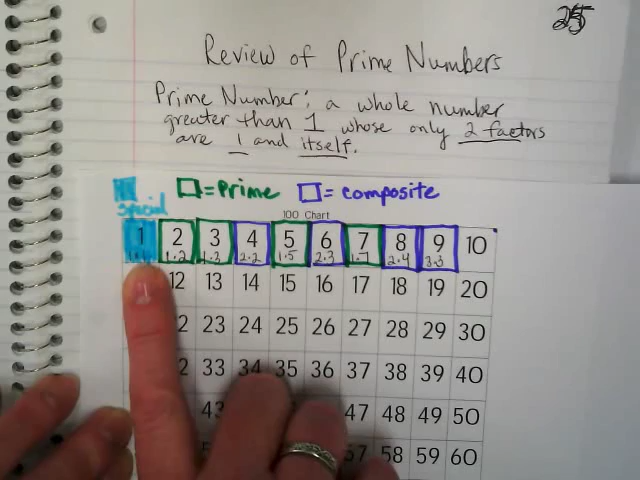 25
Review of Prime Numbers
Prime Number: a whole number
greater than 1 whose only 2 factors
are 1 and itself.
=Prime =composite
special
100 Chart
1 2 3 4 5 6 7 8 9 10
1·2 1·3 2·2 1·5 2·3 1·7 2·4 3·3
12 13 14 15 16 17 18 19 20
2 23 24 25 26 27 28 29 30
2 33 34 35 36 37 38 39 40
43 47 48 49 50
57 58 59 60